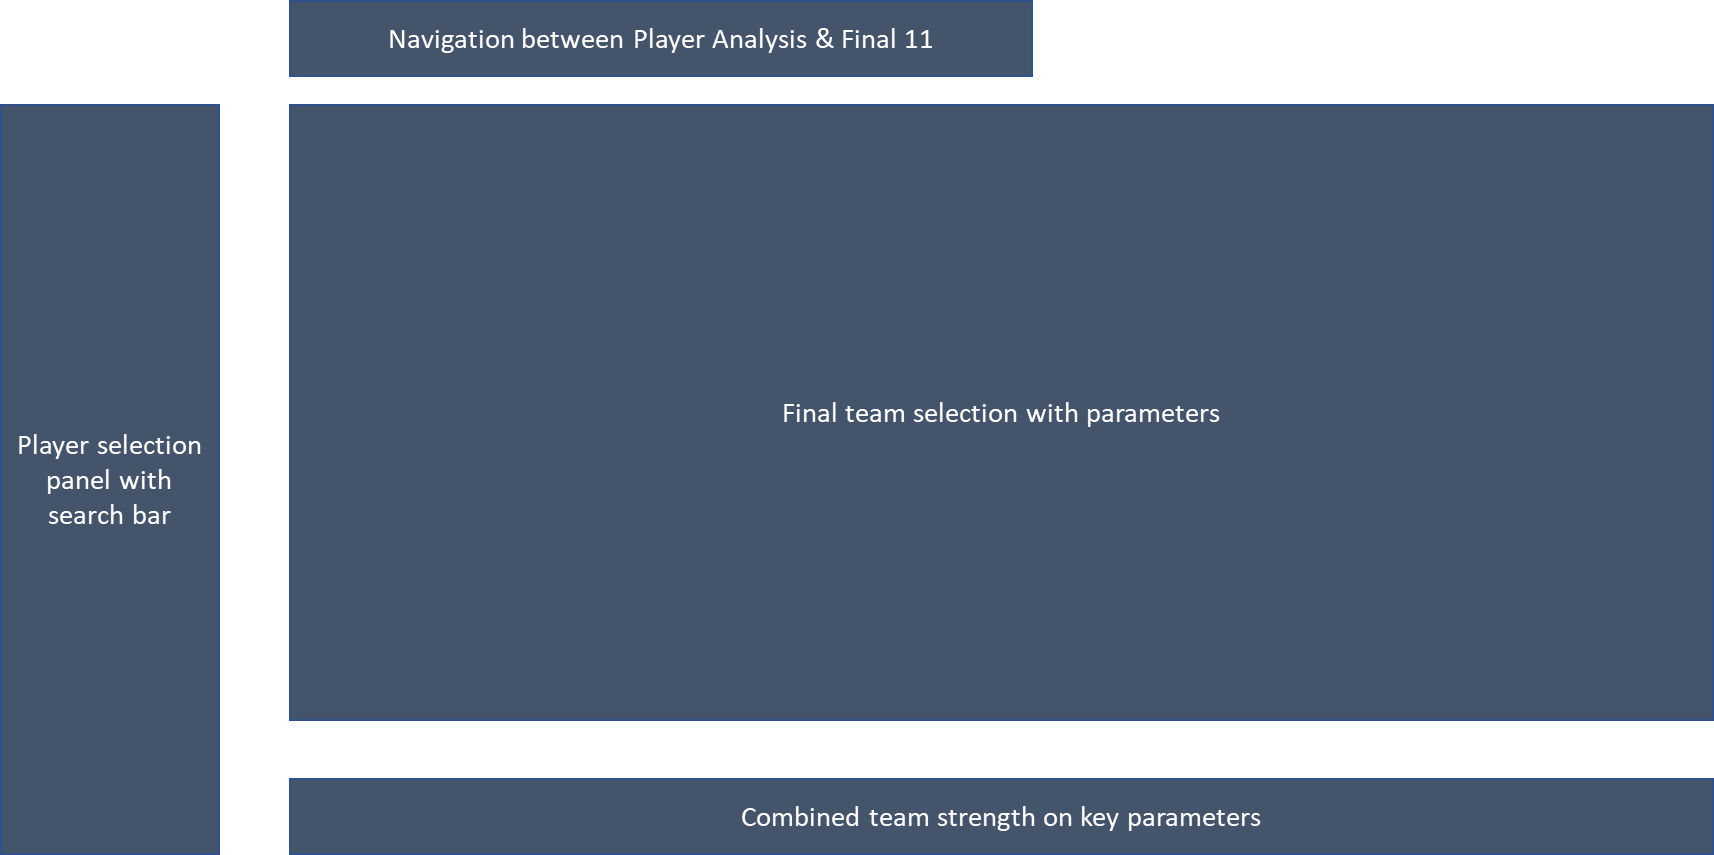 Navigation between Player Analysis & Final 11
Player selection
panel with
search bar
Final team selection with parameters
Combined team strength on key parameters